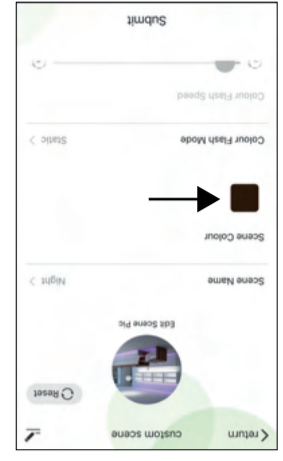 return custom scene
Reset
Edit Scene Pic
Scene Name Night
Scene Colour
Colour Flash Mode Static
Colour Flash Speed
Submit